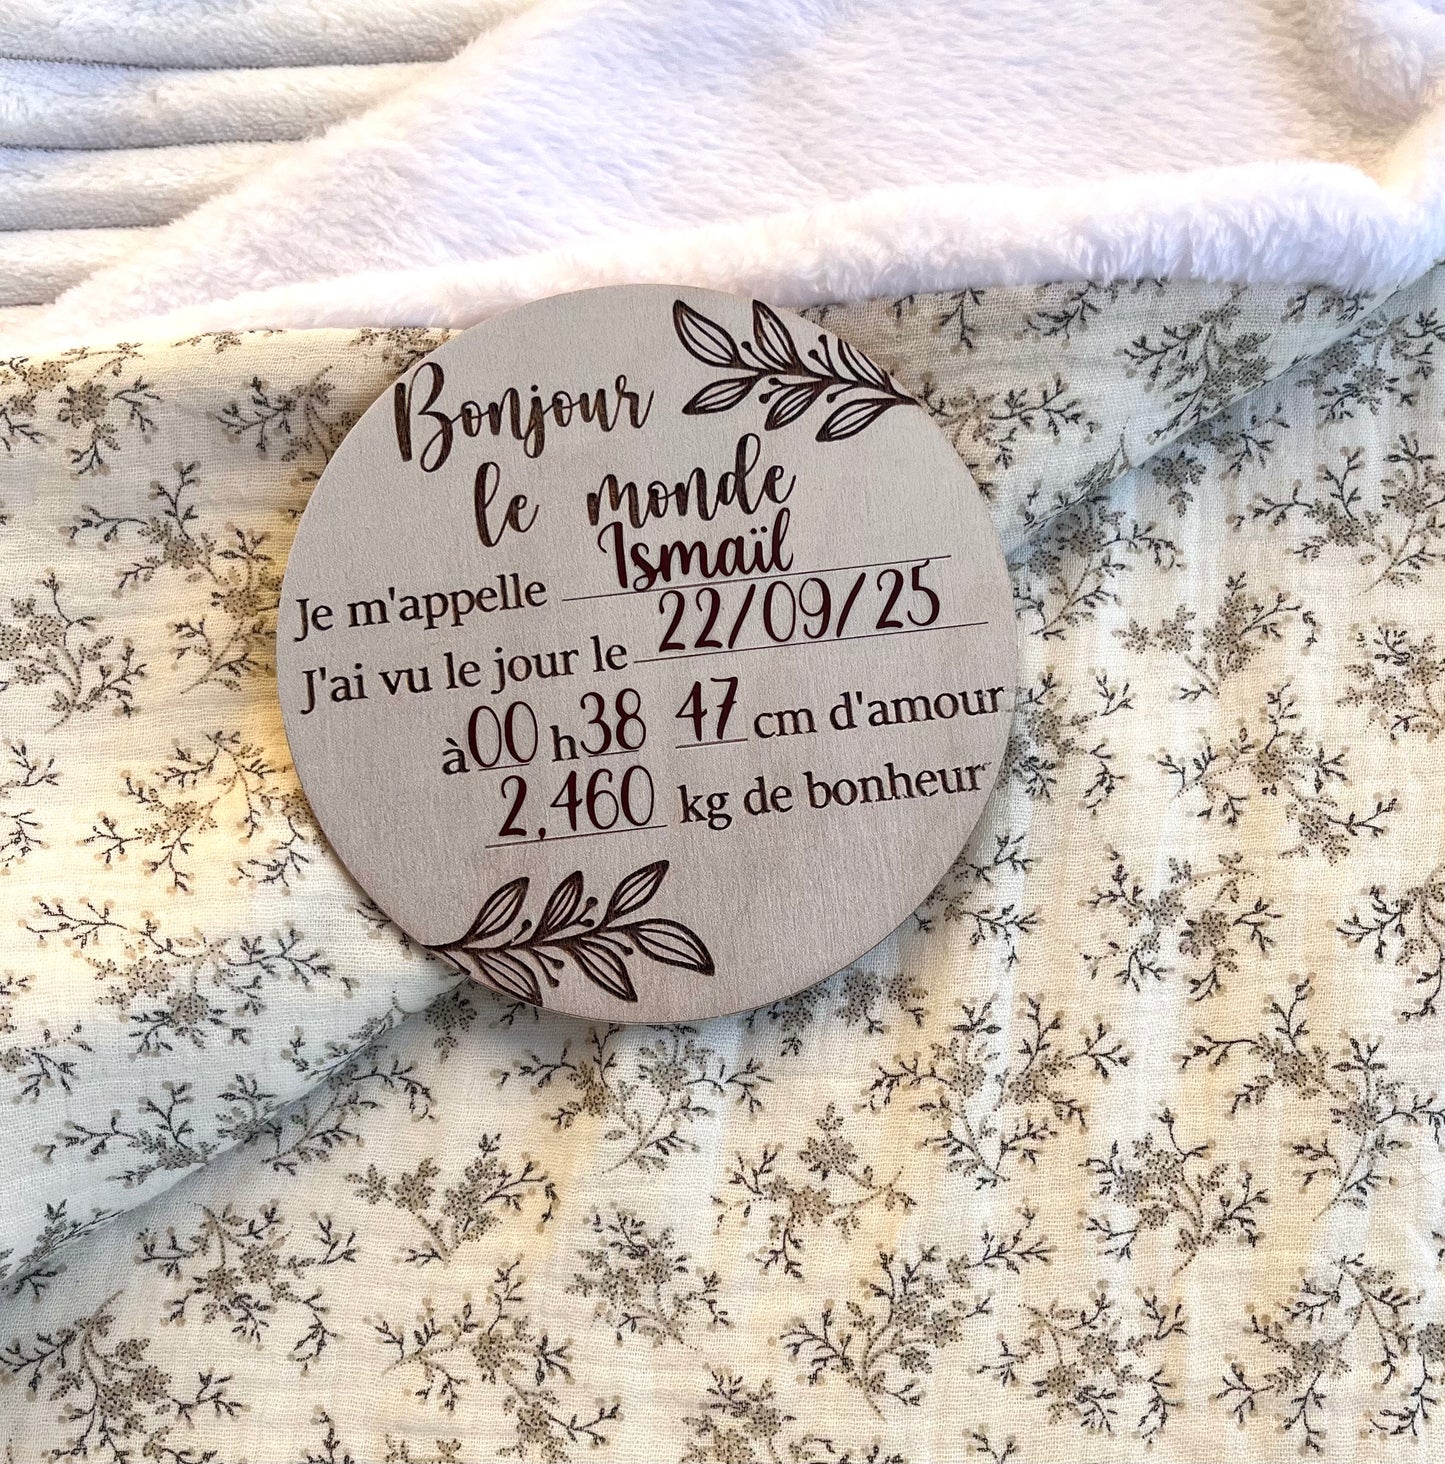 Bonjour
le monde
Je m'appelle Ismaïl
J'ai vu le jour le 22/09/25
à 00 h 38 47 cm d'amour
2,460 kg de bonheur